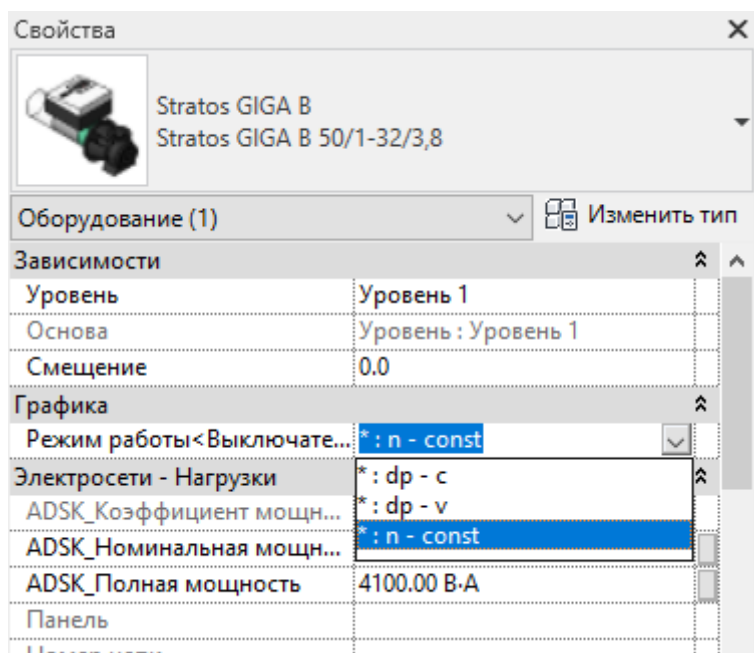 Свойства
Stratos GIGA B
Stratos GIGA B 50/1-32/3,8
Оборудование (1)
Изменить тип
Зависимости
Уровень Уровень 1
Основа Уровень : Уровень 1
Смещение 0.0
Графика
Режим работы<Выключате... * : n - const
* : dp - c
* : dp - v
* : n - const
Электросети - Нагрузки
ADSK_Коэффициент мощн...
ADSK_Номинальная мощн...
ADSK_Полная мощность 4100.00 В·А
Панель